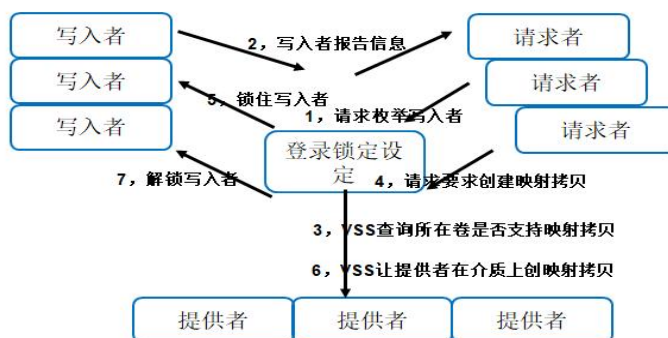 写入者
请求者
2，写入者报告信息
写入者
请求者
5，锁住写入者
1，请求枚举写入者
写入者
请求者
登录锁定设
定
7，解锁写入者
4，请求要求创建映射拷贝
3，VSS查询所在卷是否支持映射拷贝
6，VSS让提供者在介质上创映射拷贝
提供者
提供者
提供者